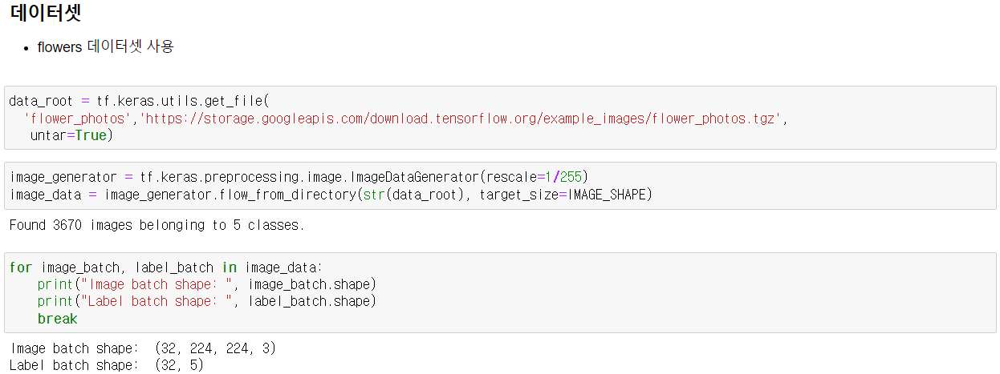 데이터셋
• flowers 데이터셋 사용
data_root = tf.keras.utils.get_file(
'flower_photos','https://storage.googleapis.com/download.tensorflow.org/example_images/flower_photos.tgz',
untar=True)
image_generator = tf.keras.preprocessing.image.ImageDataGenerator(rescale=1/255)
image_data = image_generator.flow_from_directory(str(data_root), target_size=IMAGE_SHAPE)
Found 3670 images belonging to 5 classes.
for image_batch, label_batch in image_data:
print("Image batch shape: ", image_batch.shape)
print("Label batch shape: ", label_batch.shape)
break
Image batch shape:  (32, 224, 224, 3)
Label batch shape:  (32, 5)